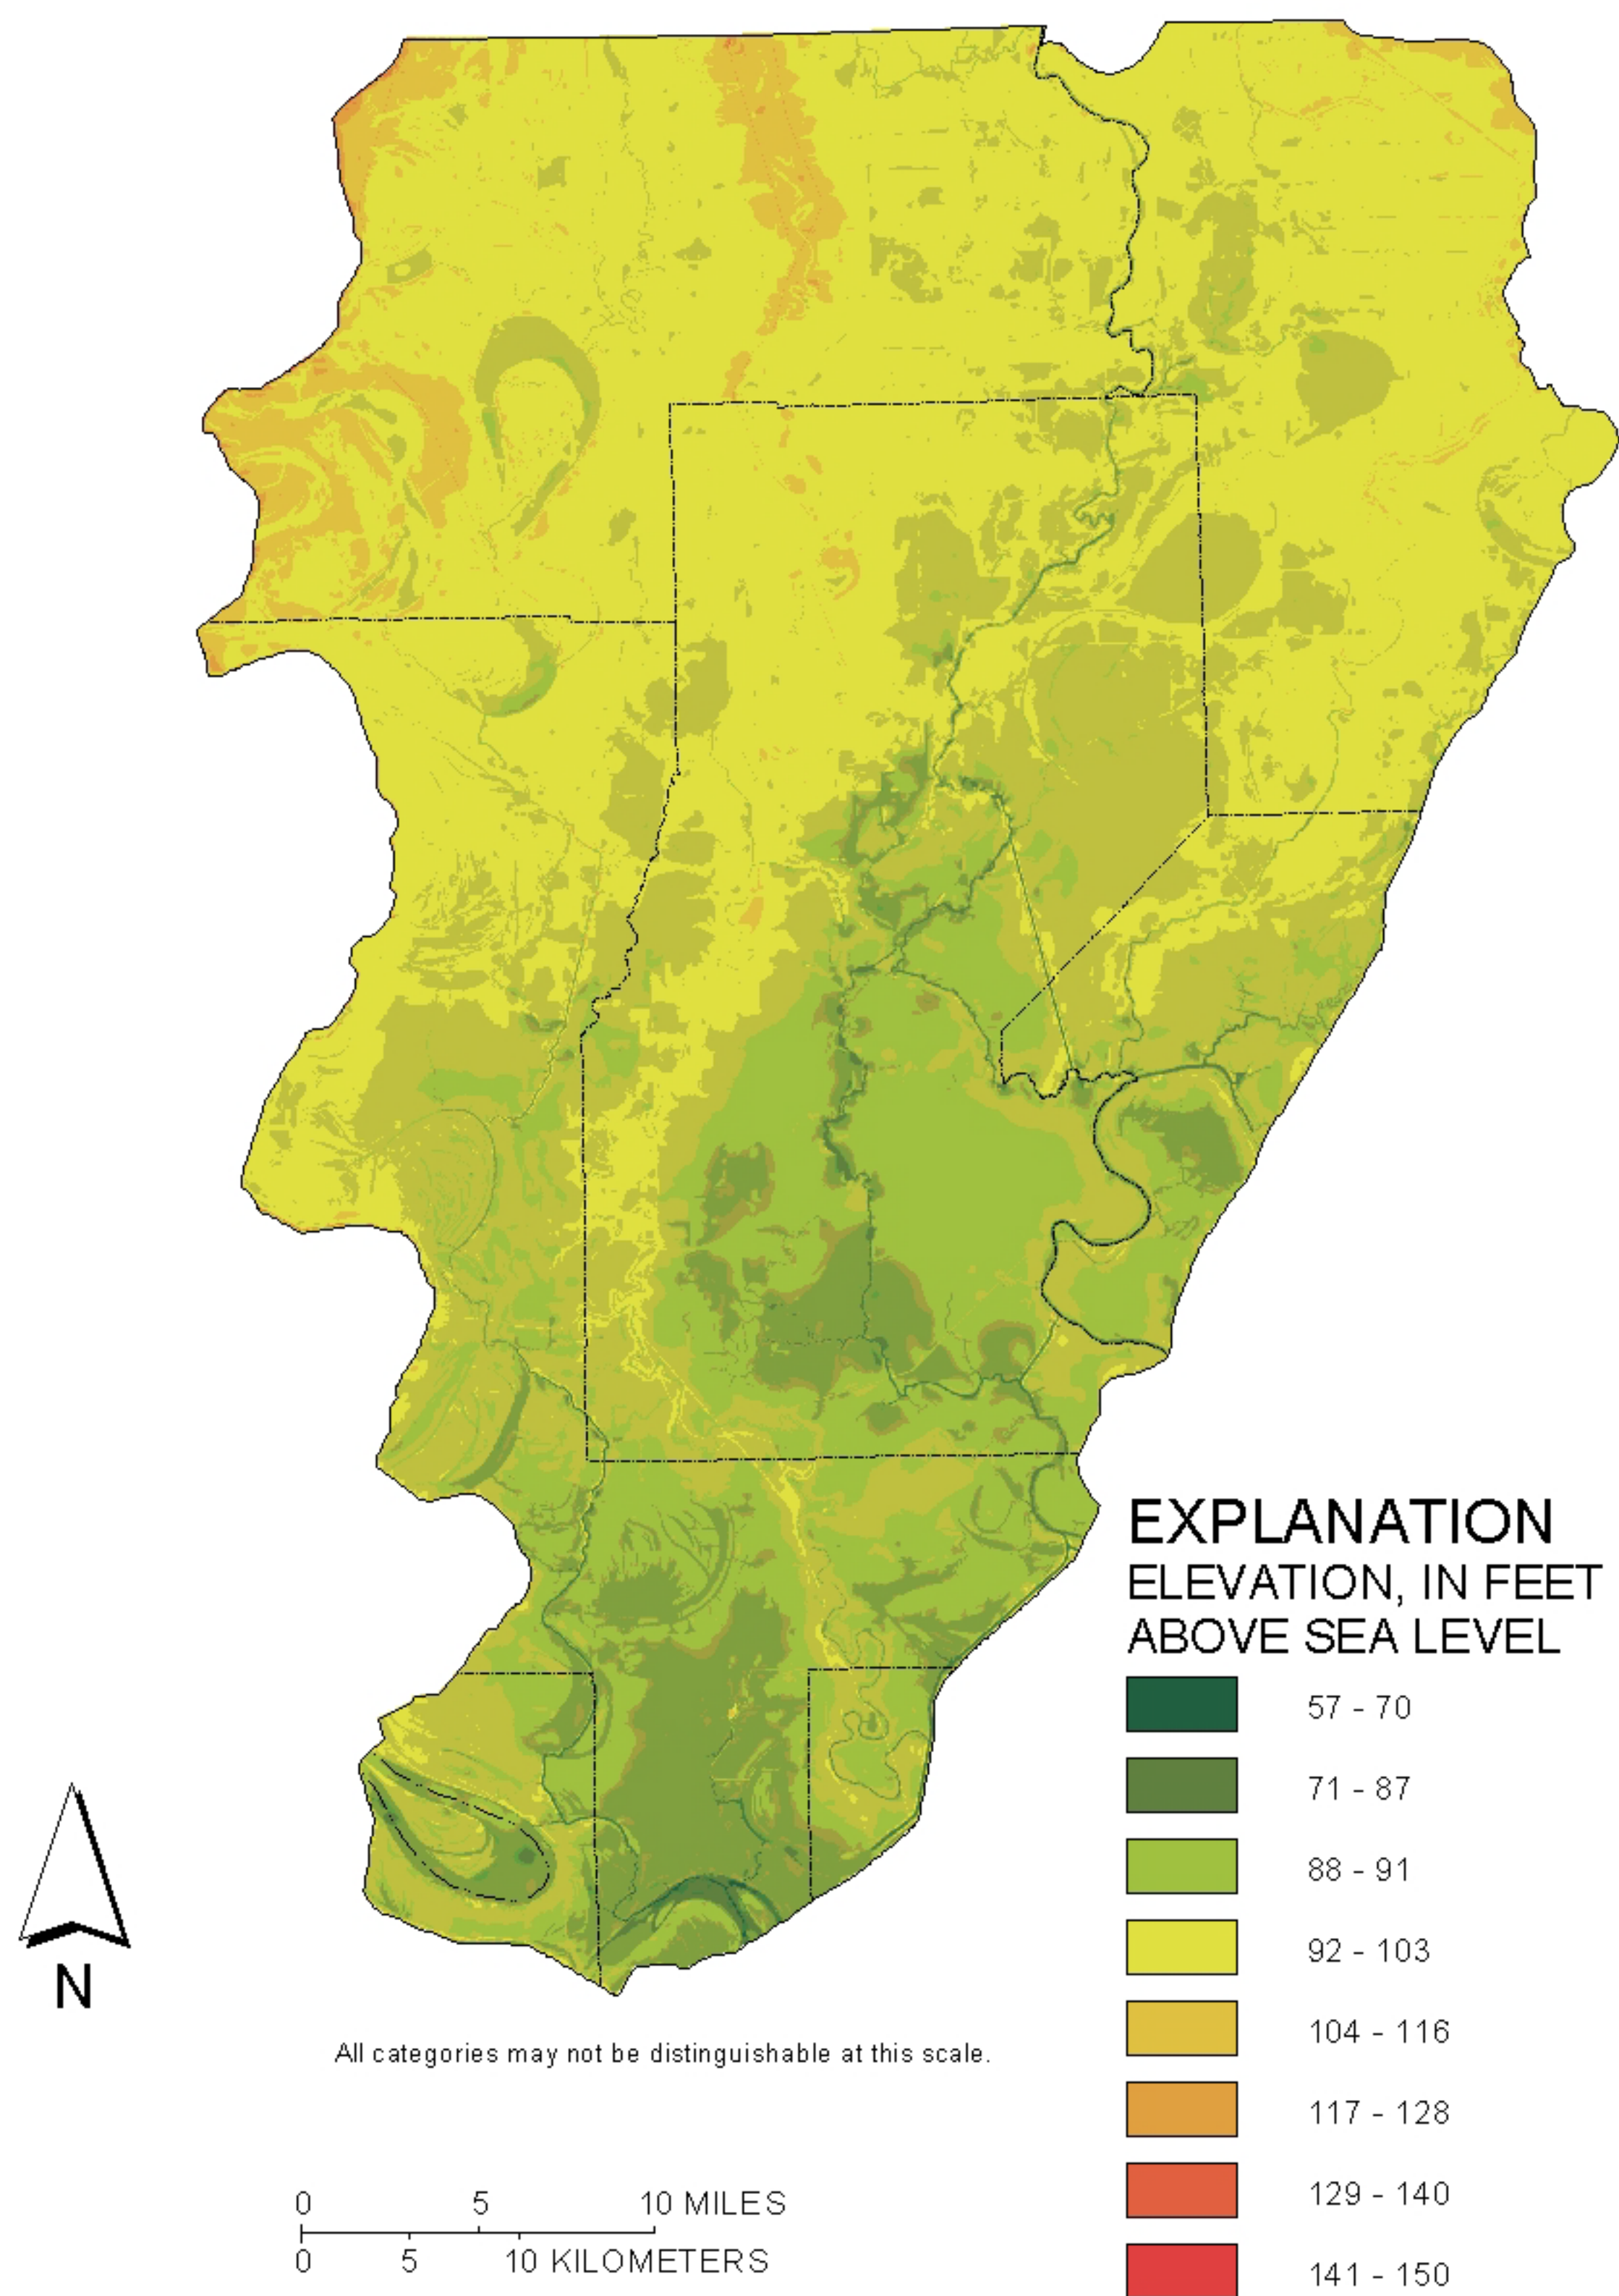 EXPLANATION
ELEVATION, IN FEET
ABOVE SEA LEVEL
57 - 70
71 - 87
88 - 91
92 - 103
104 - 116
117 - 128
129 - 140
141 - 150
N
All categories may not be distinguishable at this scale.
0 5 10 MILES
0 5 10 KILOMETERS